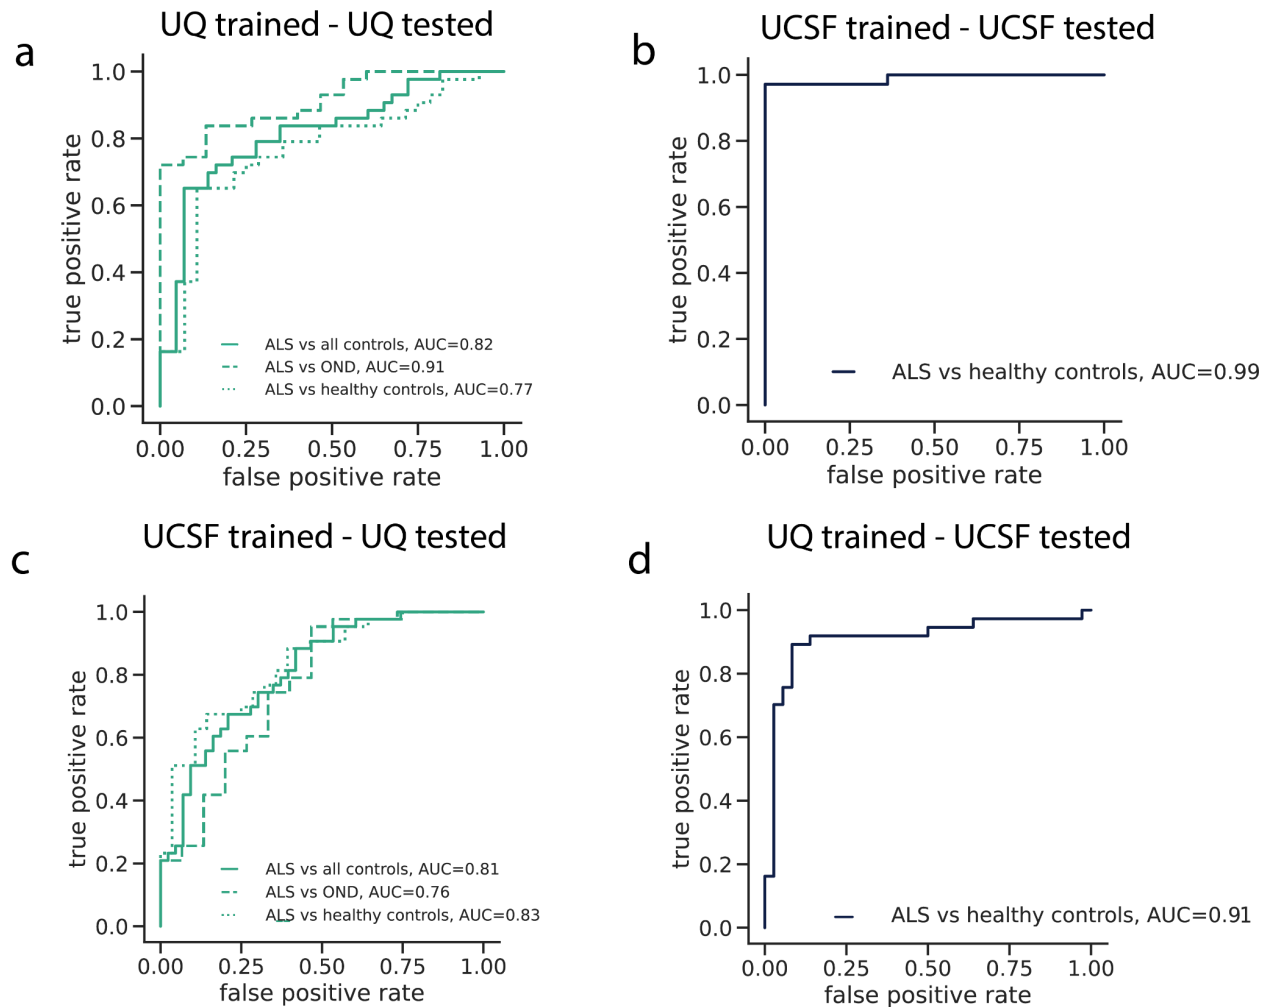 a
UQ trained - UQ tested
1.0
0.8
0.6
0.4
0.2
0.0
true positive rate
ALS vs all controls, AUC=0.82
ALS vs OND, AUC=0.91
ALS vs healthy controls, AUC=0.77
0.00 0.25 0.50 0.75 1.00
false positive rate
b
UCSF trained - UCSF tested
1.0
0.8
0.6
0.4
0.2
0.0
true positive rate
ALS vs healthy controls, AUC=0.99
0.00 0.25 0.50 0.75 1.00
false positive rate
c
UCSF trained - UQ tested
1.0
0.8
0.6
0.4
0.2
0.0
true positive rate
ALS vs all controls, AUC=0.81
ALS vs OND, AUC=0.76
ALS vs healthy controls, AUC=0.83
0.00 0.25 0.50 0.75 1.00
false positive rate
d
UQ trained - UCSF tested
1.0
0.8
0.6
0.4
0.2
0.0
true positive rate
ALS vs healthy controls, AUC=0.91
0.00 0.25 0.50 0.75 1.00
false positive rate